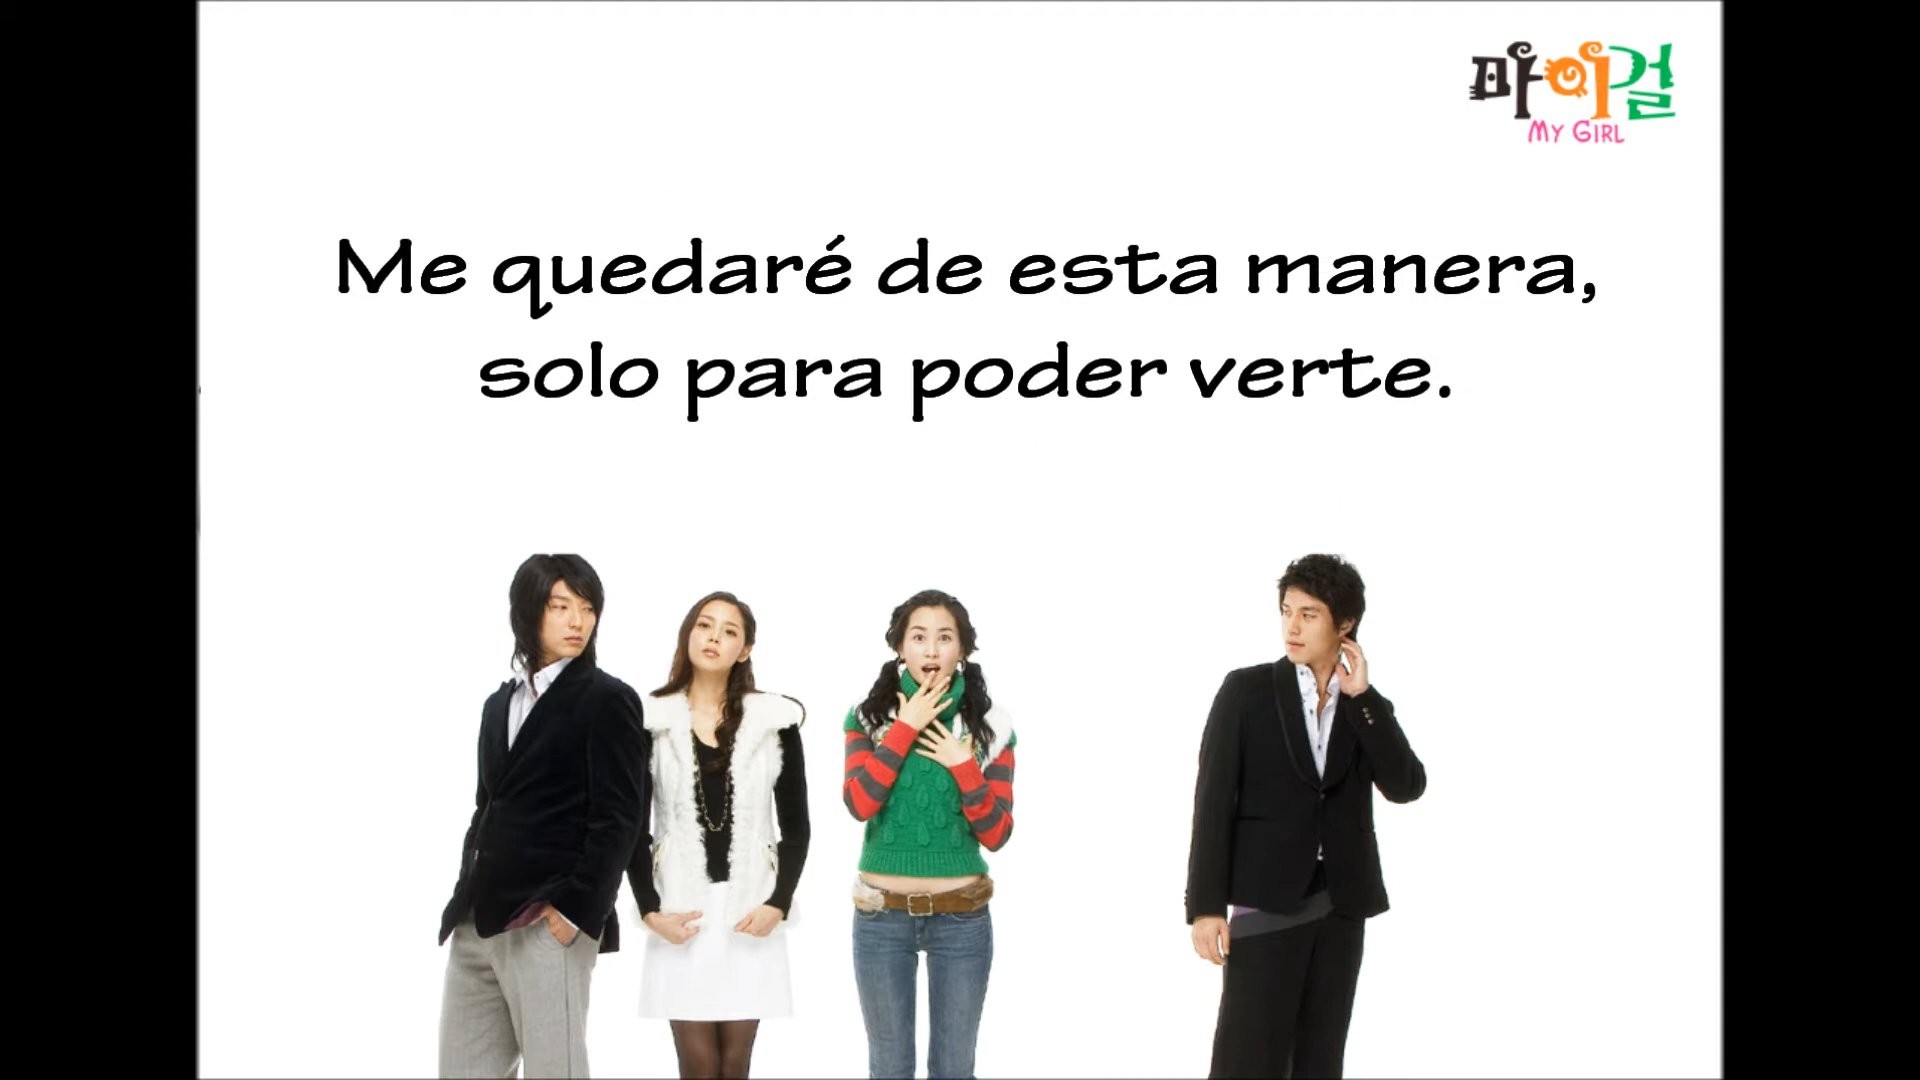 마이걸
My Girl
Me quedaré de esta manera,
solo para poder verte.